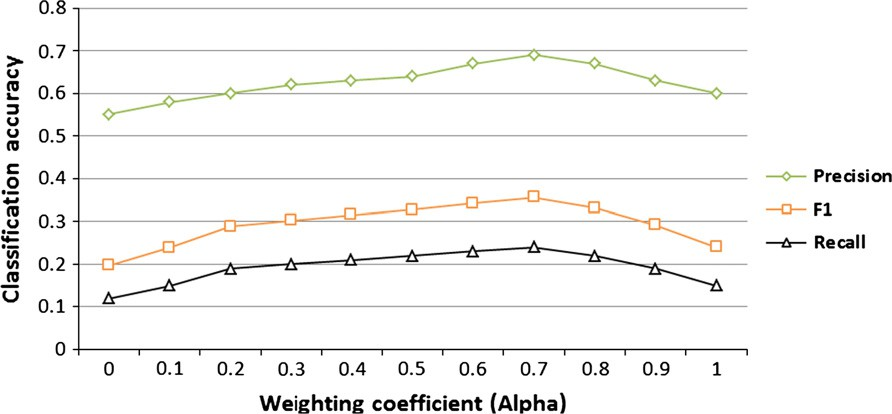 Classification accuracy
0.8
0.7
0.6
0.5
0.4
0.3
0.2
0.1
0
0 0.1 0.2 0.3 0.4 0.5 0.6 0.7 0.8 0.9 1
Weighting coefficient (Alpha)
Precision
F1
Recall